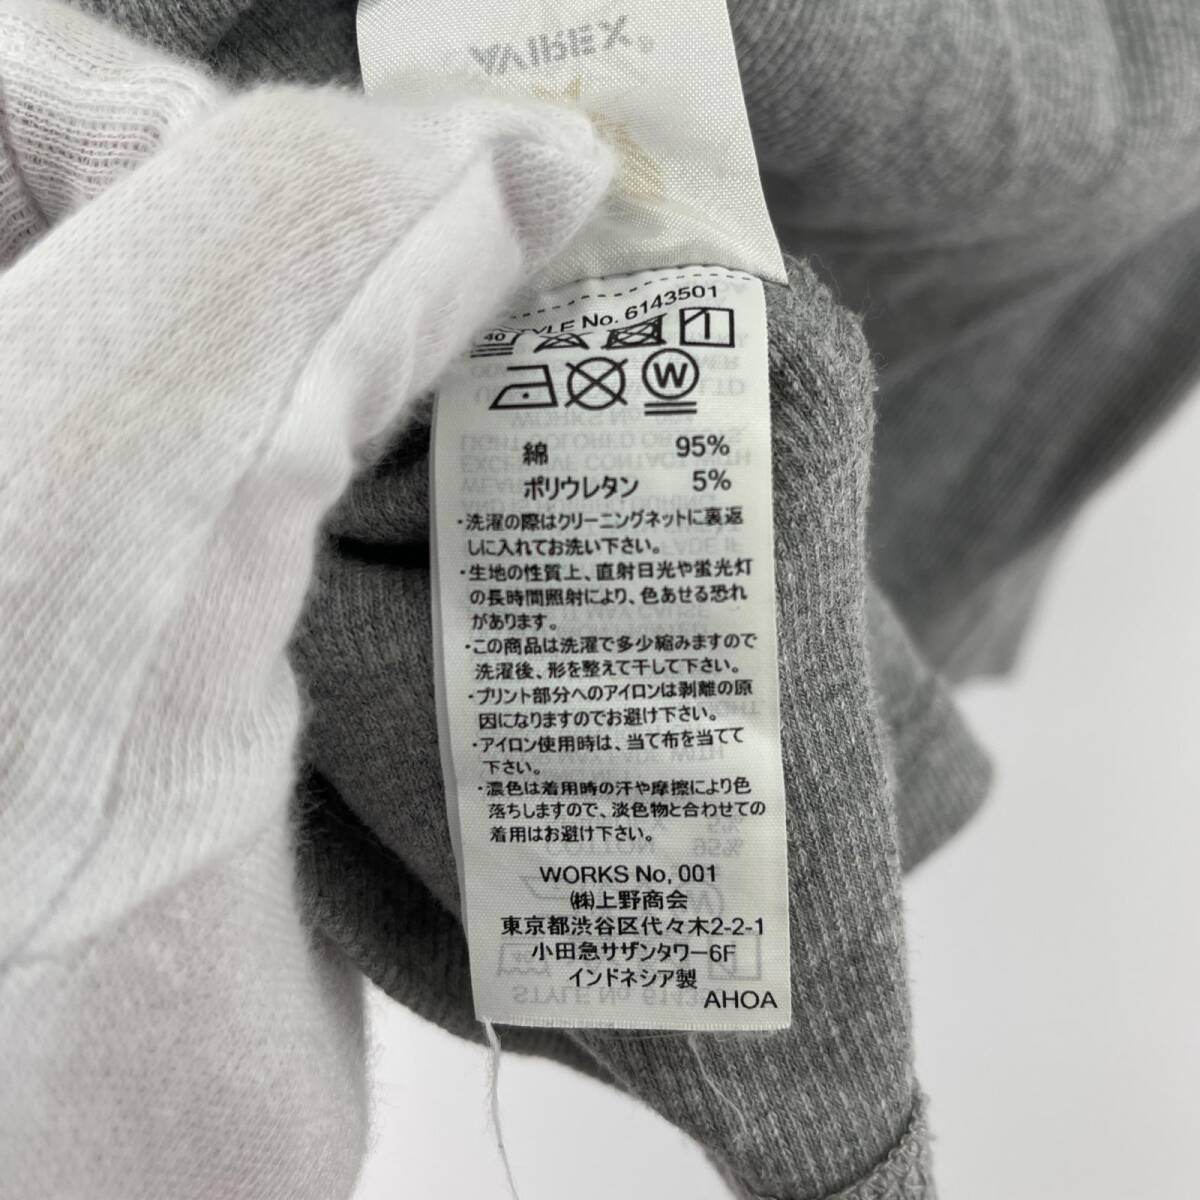 AVIREX
STYLE No. 6143501
40
W
綿 95%
ポリウレタン 5%
・洗濯の際はクリーニングネットに裏返
しに入れてお洗い下さい。
・生地の性質上、直射日光や蛍光灯
の長時間照射により、色あせる恐れ
があります。
・この商品は洗濯で多少縮みますので
洗濯後、形を整えて干して下さい。
・プリント部分へのアイロンは剥離の原
因になりますのでお避け下さい。
・アイロン使用時は、当て布を当てて
下さい。
・濃色は着用時の汗や摩擦により色
落ちしますので、淡色物と合わせての
着用はお避け下さい。
WORKS No, 001
㈱上野商会
東京都渋谷区代々木2-2-1
小田急サザンタワー6F
インドネシア製
AHOA